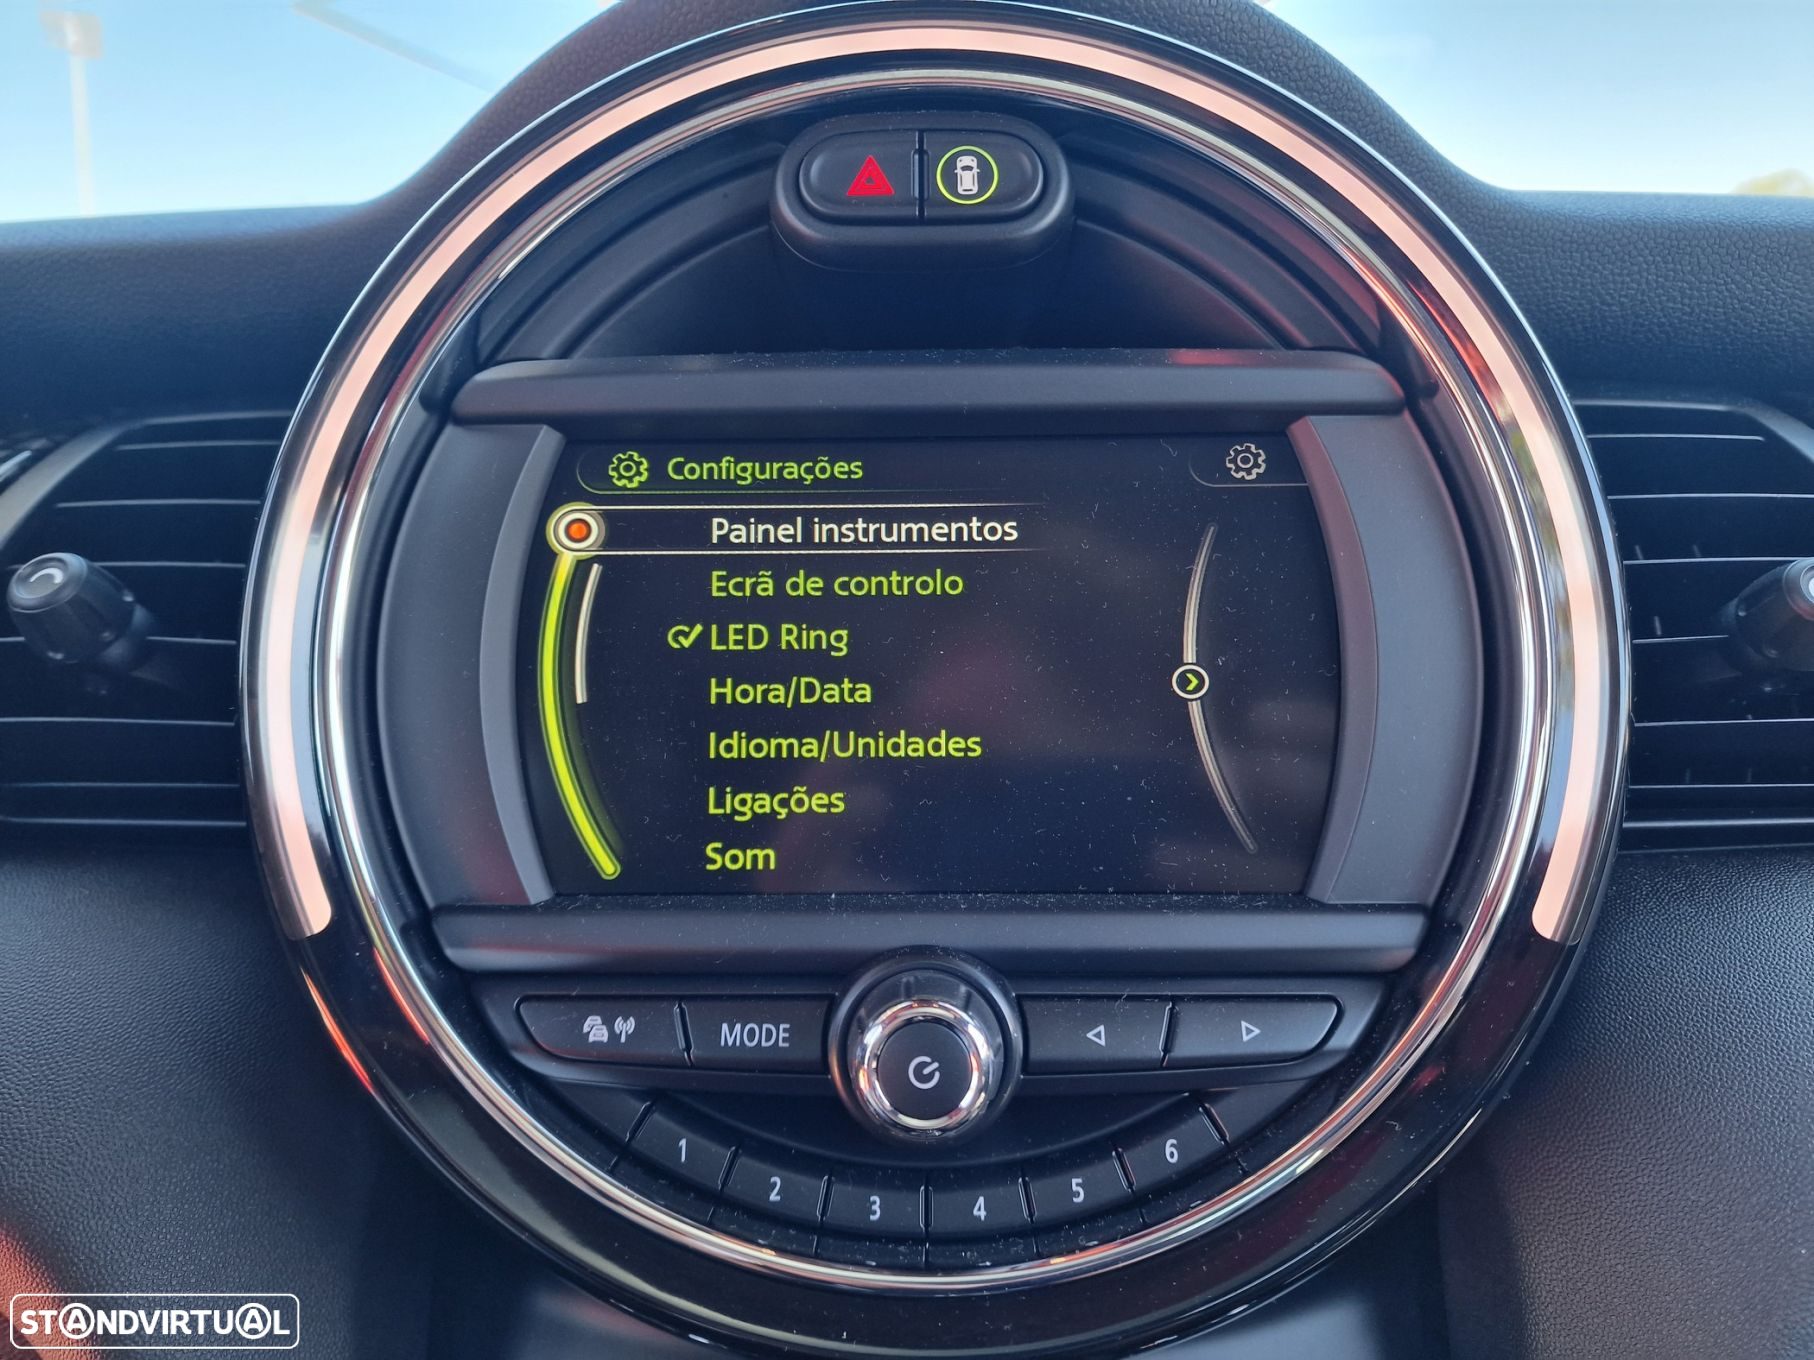 Configurações
Painel instrumentos
Ecrã de controlo
LED Ring
Hora/Data
Idioma/Unidades
Ligações
Som
MODE
1
2
3
4
5
6
STANDVIRTUAL